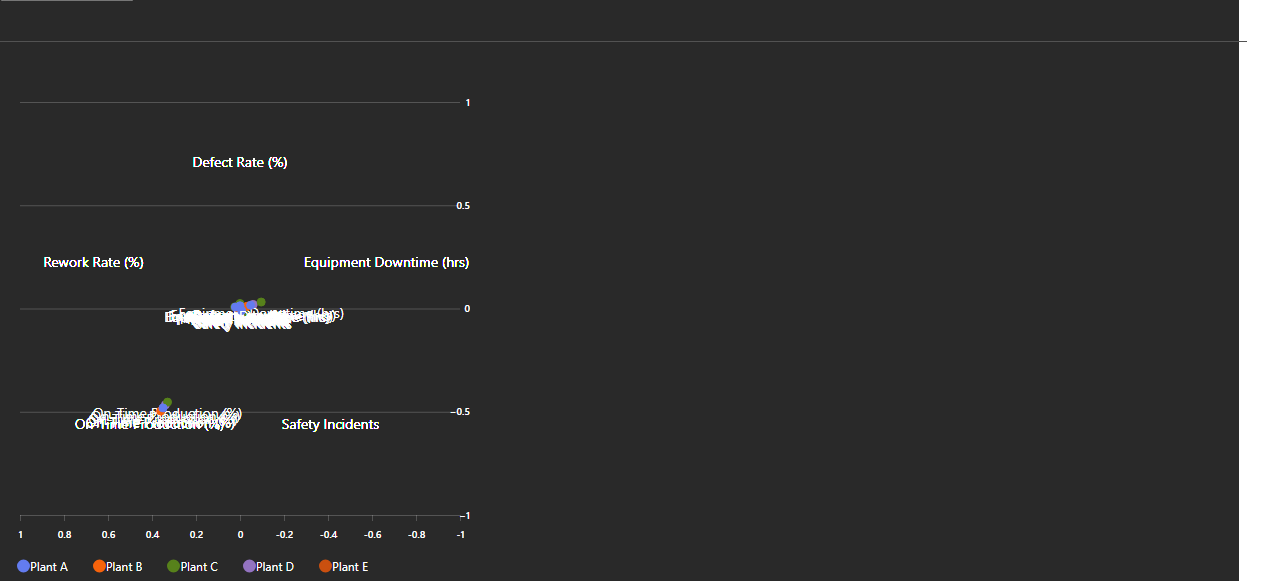 1
Defect Rate (%)
0.5
Rework Rate (%)
Equipment Downtime (hrs)
0
Equipment Downtime (hrs)
Safety Incidents
-0.5
On-Time Production (%)
On-Time Production (%)
Safety Incidents
-1
1 0.8 0.6 0.4 0.2 0 -0.2 -0.4 -0.6 -0.8 -1
Plant A Plant B Plant C Plant D Plant E